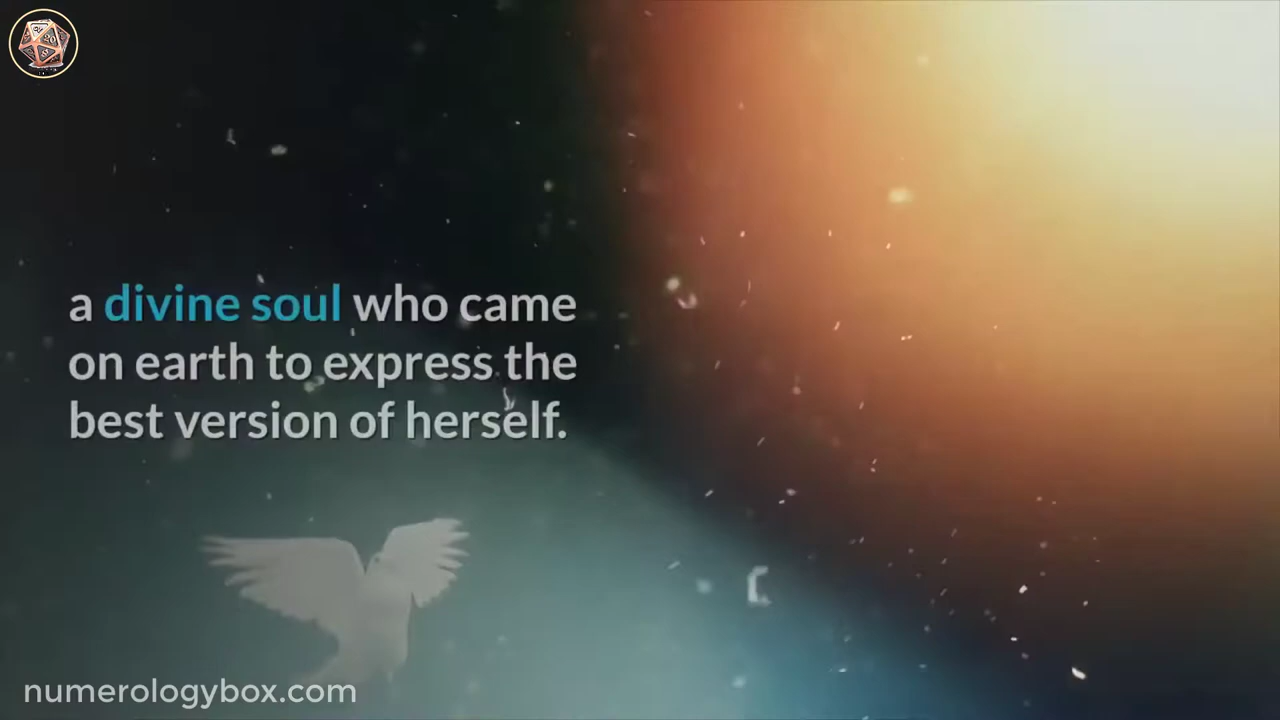 a divine soul who came
on earth to express the
best version of herself.
numerologybox.com